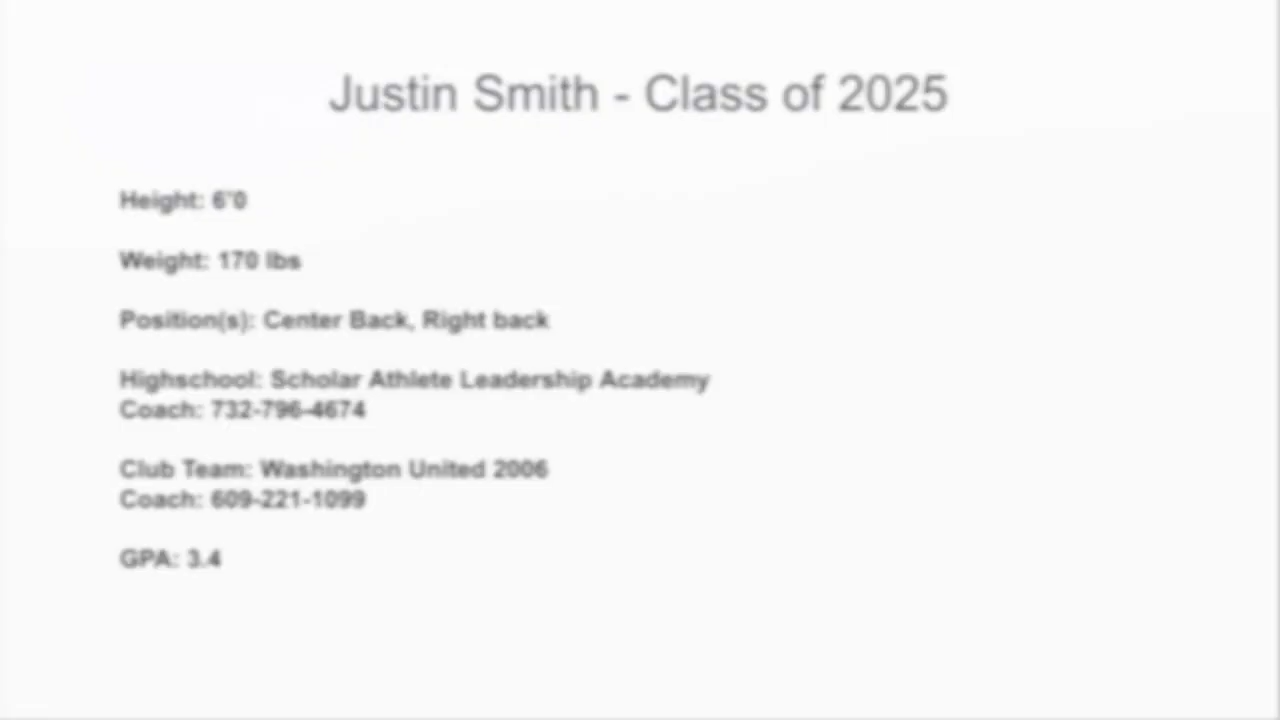 Justin Smith - Class of 2025
Height: 6'0
Weight: 170 lbs
Position(s): Center Back, Right back
Highschool: Scholar Athlete Leadership Academy
Coach: 732-796-4674
Club Team: Washington United 2006
Coach: 609-221-1099
GPA: 3.4